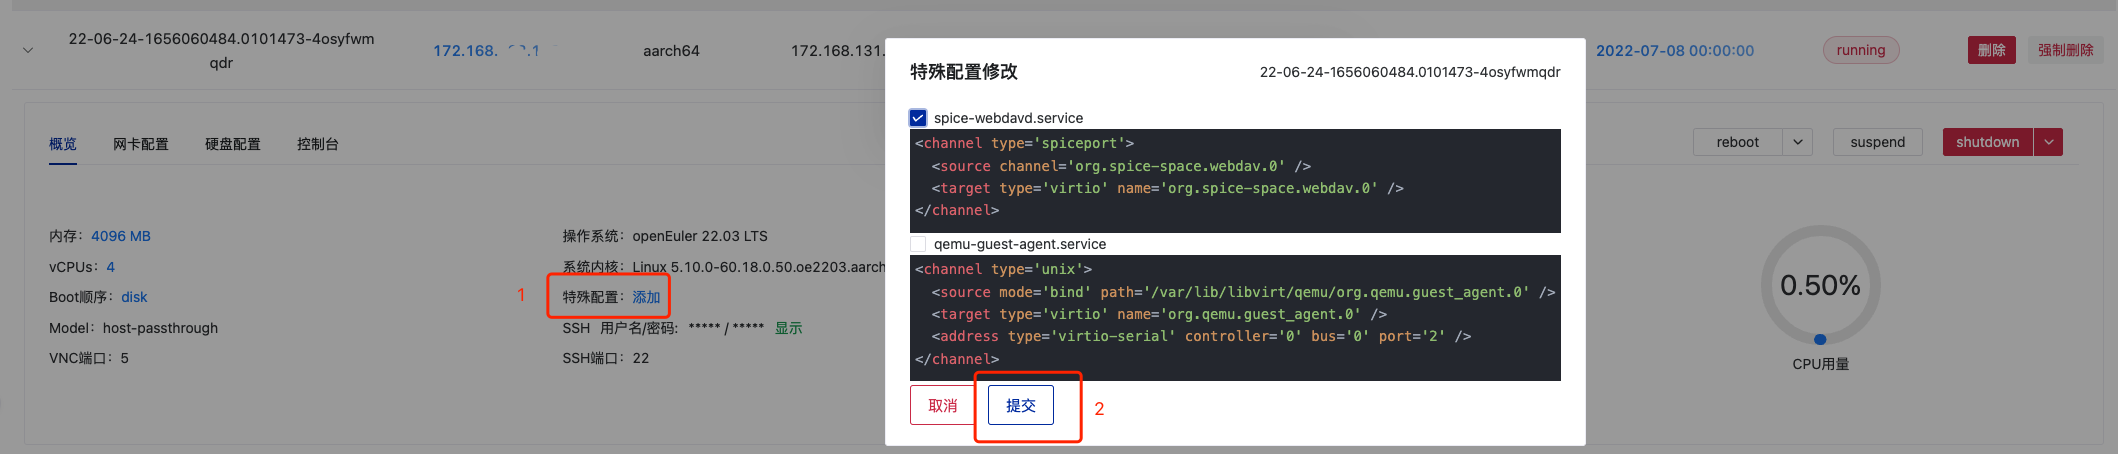 22-06-24-1656060484.0101473-4osyfwm
qdr
172.168.
aarch64
172.168.131.
2022-07-08 00:00:00
running
删除
强制删除
概览
网卡配置
硬盘配置
控制台
reboot
suspend
shutdown
内存：4096 MB
vCPUs：4
Boot顺序：disk
Model：host-passthrough
VNC端口：5
操作系统：openEuler 22.03 LTS
系统内核：Linux 5.10.0-60.18.0.50.oe2203.aarch
1
特殊配置：添加
SSH 用户名/密码: ***** / ***** 显示
SSH端口：22
特殊配置修改
22-06-24-1656060484.0101473-4osyfwmqdr
spice-webdavd.service
<channel type='spiceport'>
<source channel='org.spice-space.webdav.0' />
<target type='virtio' name='org.spice-space.webdav.0' />
</channel>
qemu-guest-agent.service
<channel type='unix'>
<source mode='bind' path='/var/lib/libvirt/qemu/org.qemu.guest_agent.0' />
<target type='virtio' name='org.qemu.guest_agent.0' />
<address type='virtio-serial' controller='0' bus='0' port='2' />
</channel>
取消
提交
2
0.50%
CPU用量